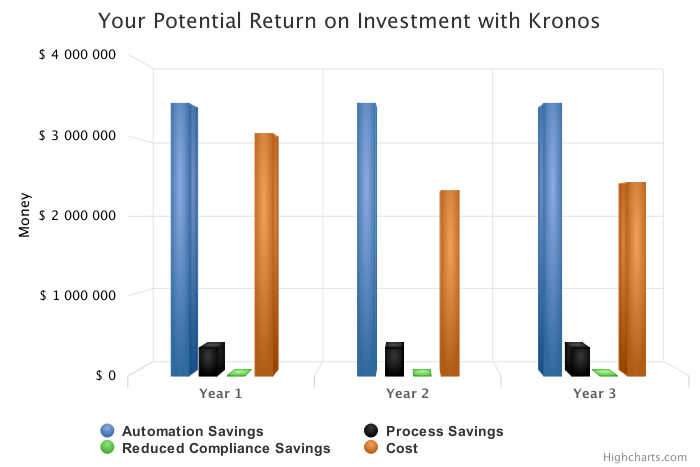 Your Potential Return on Investment with Kronos
$ 4 000 000
$ 3 000 000
$ 2 000 000
$ 1 000 000
$ 0
Money
Year 1
Year 2
Year 3
Automation Savings
Process Savings
Reduced Compliance Savings
Cost
Highcharts.com